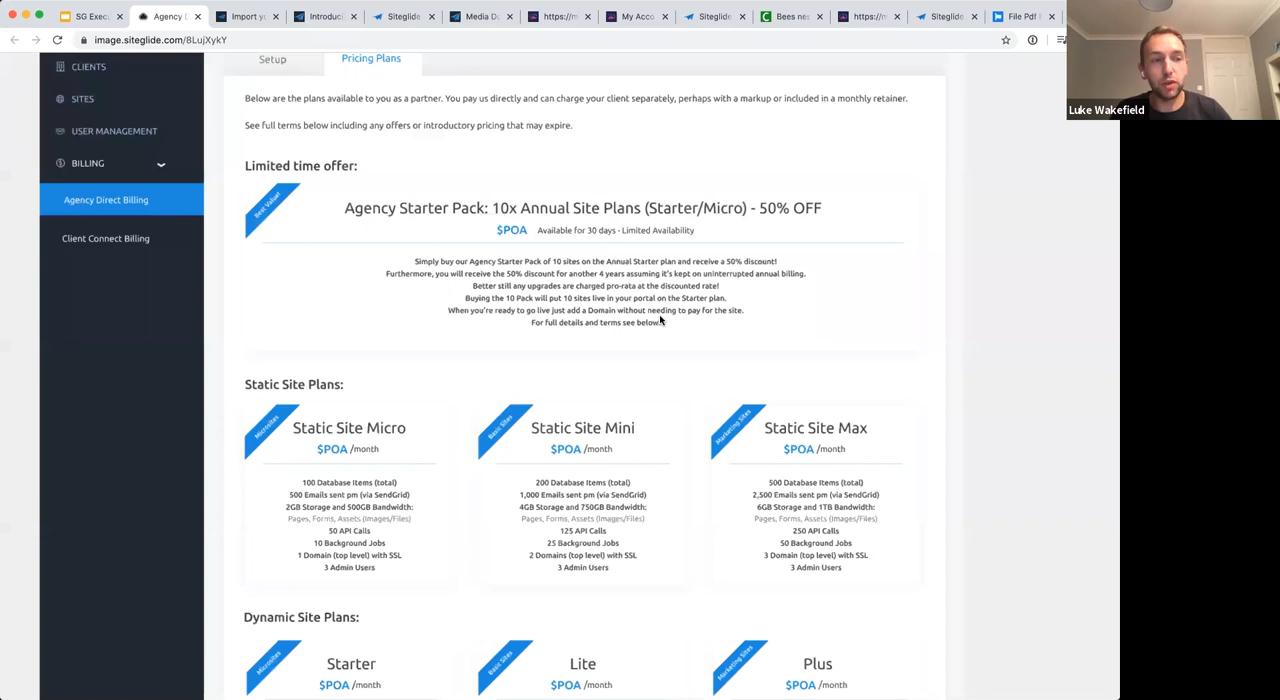 SG Execu
Agency D
Import yo
Introduci
Siteglide
Media Do
https://m
My Acco
Siteglide
Bees nes
https://m
Siteglide
File Pdf M
image.siteglide.com/8LujXykY
Luke Wakefield
CLIENTS
SITES
USER MANAGEMENT
BILLING
Agency Direct Billing
Client Connect Billing
Setup
Pricing Plans
Below are the plans available to you as a partner. You pay us directly and can charge your client separately, perhaps with a markup or included in a monthly retainer.
See full terms below including any offers or introductory pricing that may expire.
Limited time offer:
Best Value!
Agency Starter Pack: 10x Annual Site Plans (Starter/Micro) - 50% OFF
$POA Available for 30 days - Limited Availability
Simply buy our Agency Starter Pack of 10 sites on the Annual Starter plan and receive a 50% discount!
Furthermore, you will receive the 50% discount for another 4 years assuming it's kept on uninterrupted annual billing.
Better still any upgrades are charged pro-rata at the discounted rate!
Buying the 10 Pack will put 10 sites live in your portal on the Starter plan.
When you're ready to go live just add a Domain without needing to pay for the site.
For full details and terms see below.
Static Site Plans:
Microsites
Static Site Micro
$POA /month
100 Database Items (total)
500 Emails sent pm (via SendGrid)
2GB Storage and 500GB Bandwidth:
Pages, Forms, Assets (Images/Files)
50 API Calls
10 Background Jobs
1 Domain (top level) with SSL
3 Admin Users
Basic Sites
Static Site Mini
$POA /month
200 Database Items (total)
1,000 Emails sent pm (via SendGrid)
4GB Storage and 750GB Bandwidth:
Pages, Forms, Assets (Images/Files)
125 API Calls
25 Background Jobs
2 Domains (top level) with SSL
3 Admin Users
Marketing Sites
Static Site Max
$POA /month
500 Database Items (total)
2,500 Emails sent pm (via SendGrid)
6GB Storage and 1TB Bandwidth:
Pages, Forms, Assets (Images/Files)
250 API Calls
50 Background Jobs
3 Domain (top level) with SSL
3 Admin Users
Dynamic Site Plans:
Microsites
Starter
$POA /month
Basic Sites
Lite
$POA /month
Marketing Sites
Plus
$POA /month